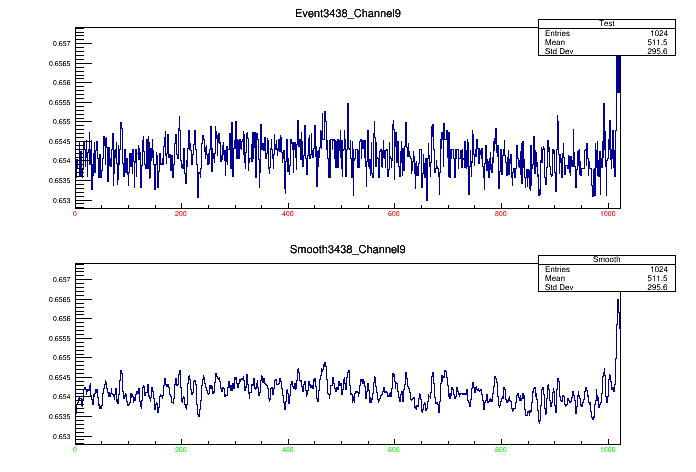 Event3438_Channel9
Test
Entries 1024
Mean 511.5
Std Dev 295.6
0.657
0.6565
0.656
0.6555
0.655
0.6545
0.654
0.6535
0.653
0 200 400 600 800 1000
Smooth3438_Channel9
Smooth
Entries 1024
Mean 511.5
Std Dev 295.6
0.657
0.6565
0.656
0.6555
0.655
0.6545
0.654
0.6535
0.653
0 200 400 600 800 1000